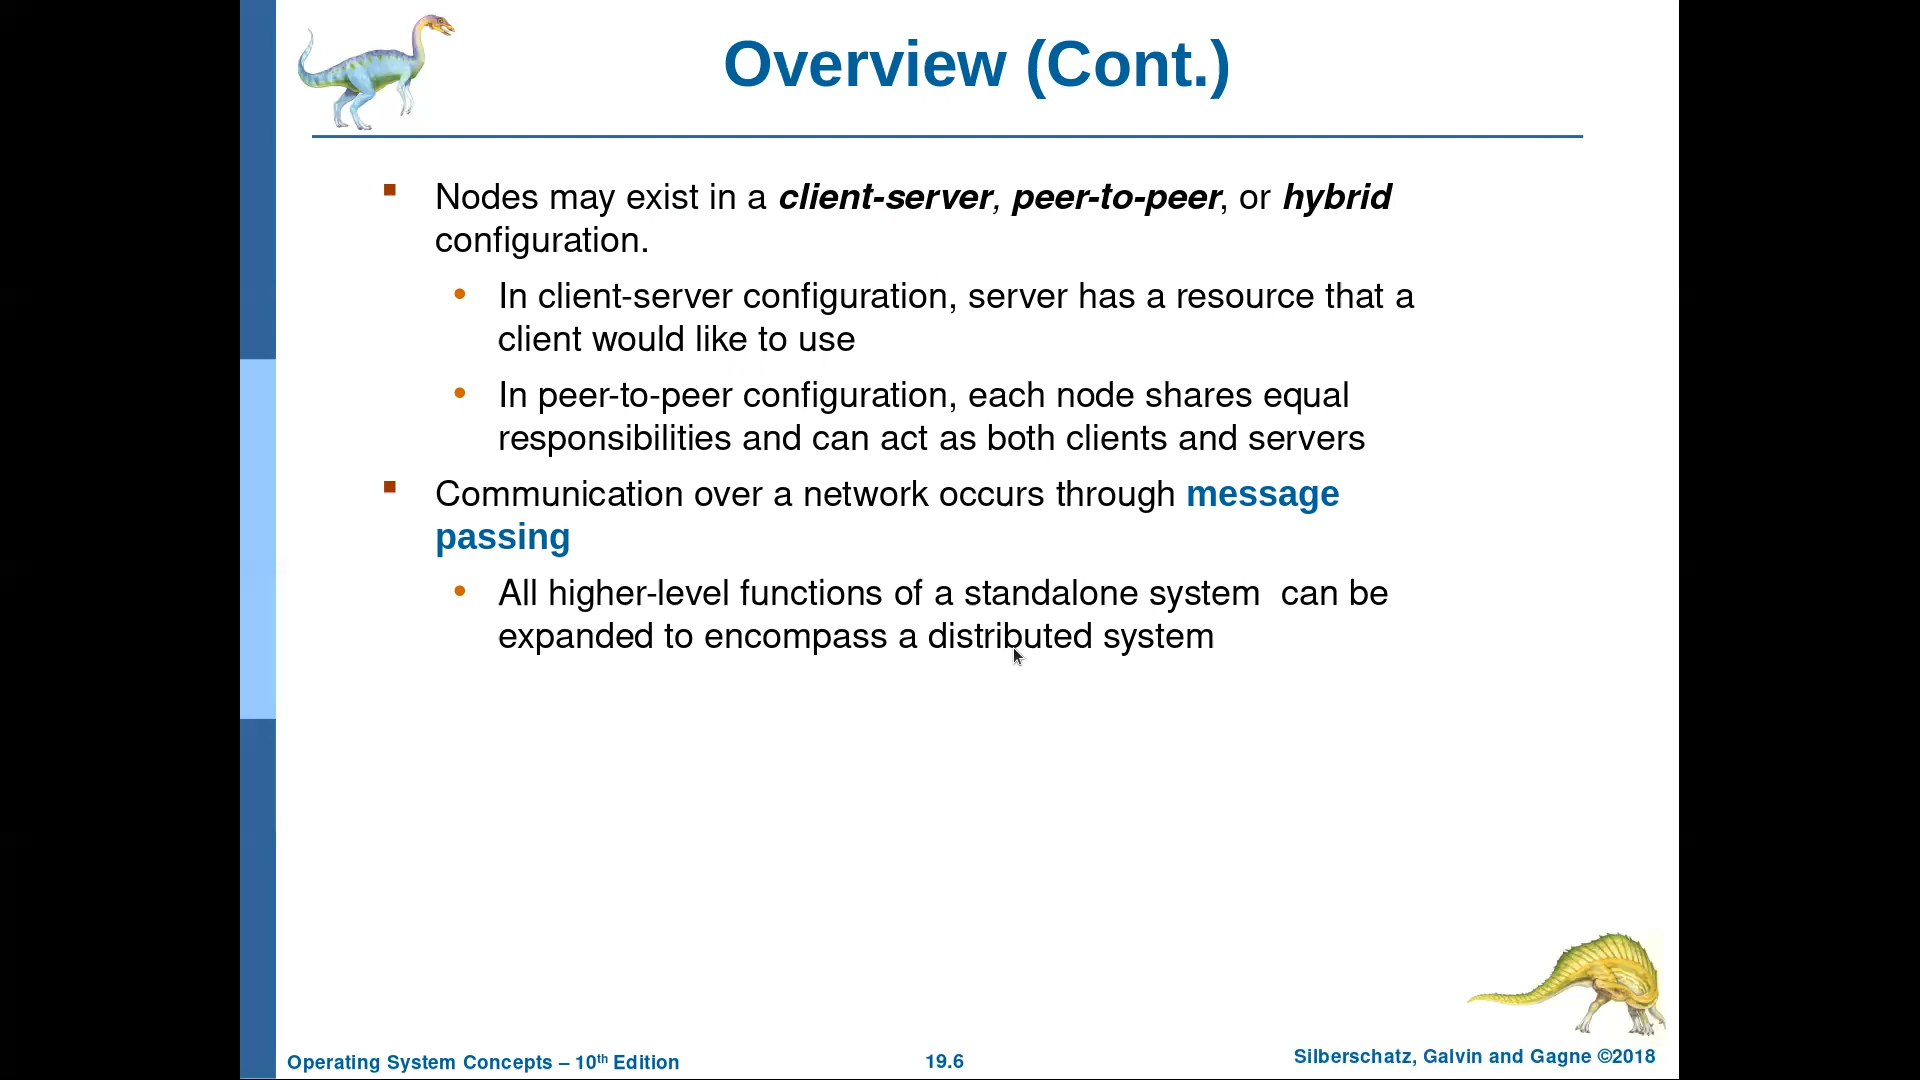 Overview (Cont.)
Nodes may exist in a client-server, peer-to-peer, or hybrid
configuration.
In client-server configuration, server has a resource that a
client would like to use
In peer-to-peer configuration, each node shares equal
responsibilities and can act as both clients and servers
Communication over a network occurs through message
passing
All higher-level functions of a standalone system  can be
expanded to encompass a distributed system
Operating System Concepts – 10th Edition
19.6
Silberschatz, Galvin and Gagne ©2018